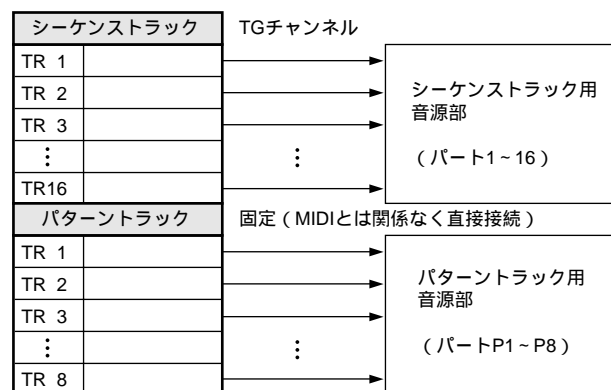 シーケンストラック TGチャンネル
TR 1
TR 2
TR 3
⋮ ⋮
TR16
シーケンストラック用
音源部
（パート1~16）
パターントラック 固定（MIDIとは関係なく直接接続）
TR 1
TR 2
TR 3
⋮ ⋮
TR 8
パターントラック用
音源部
（パートP1~P8）